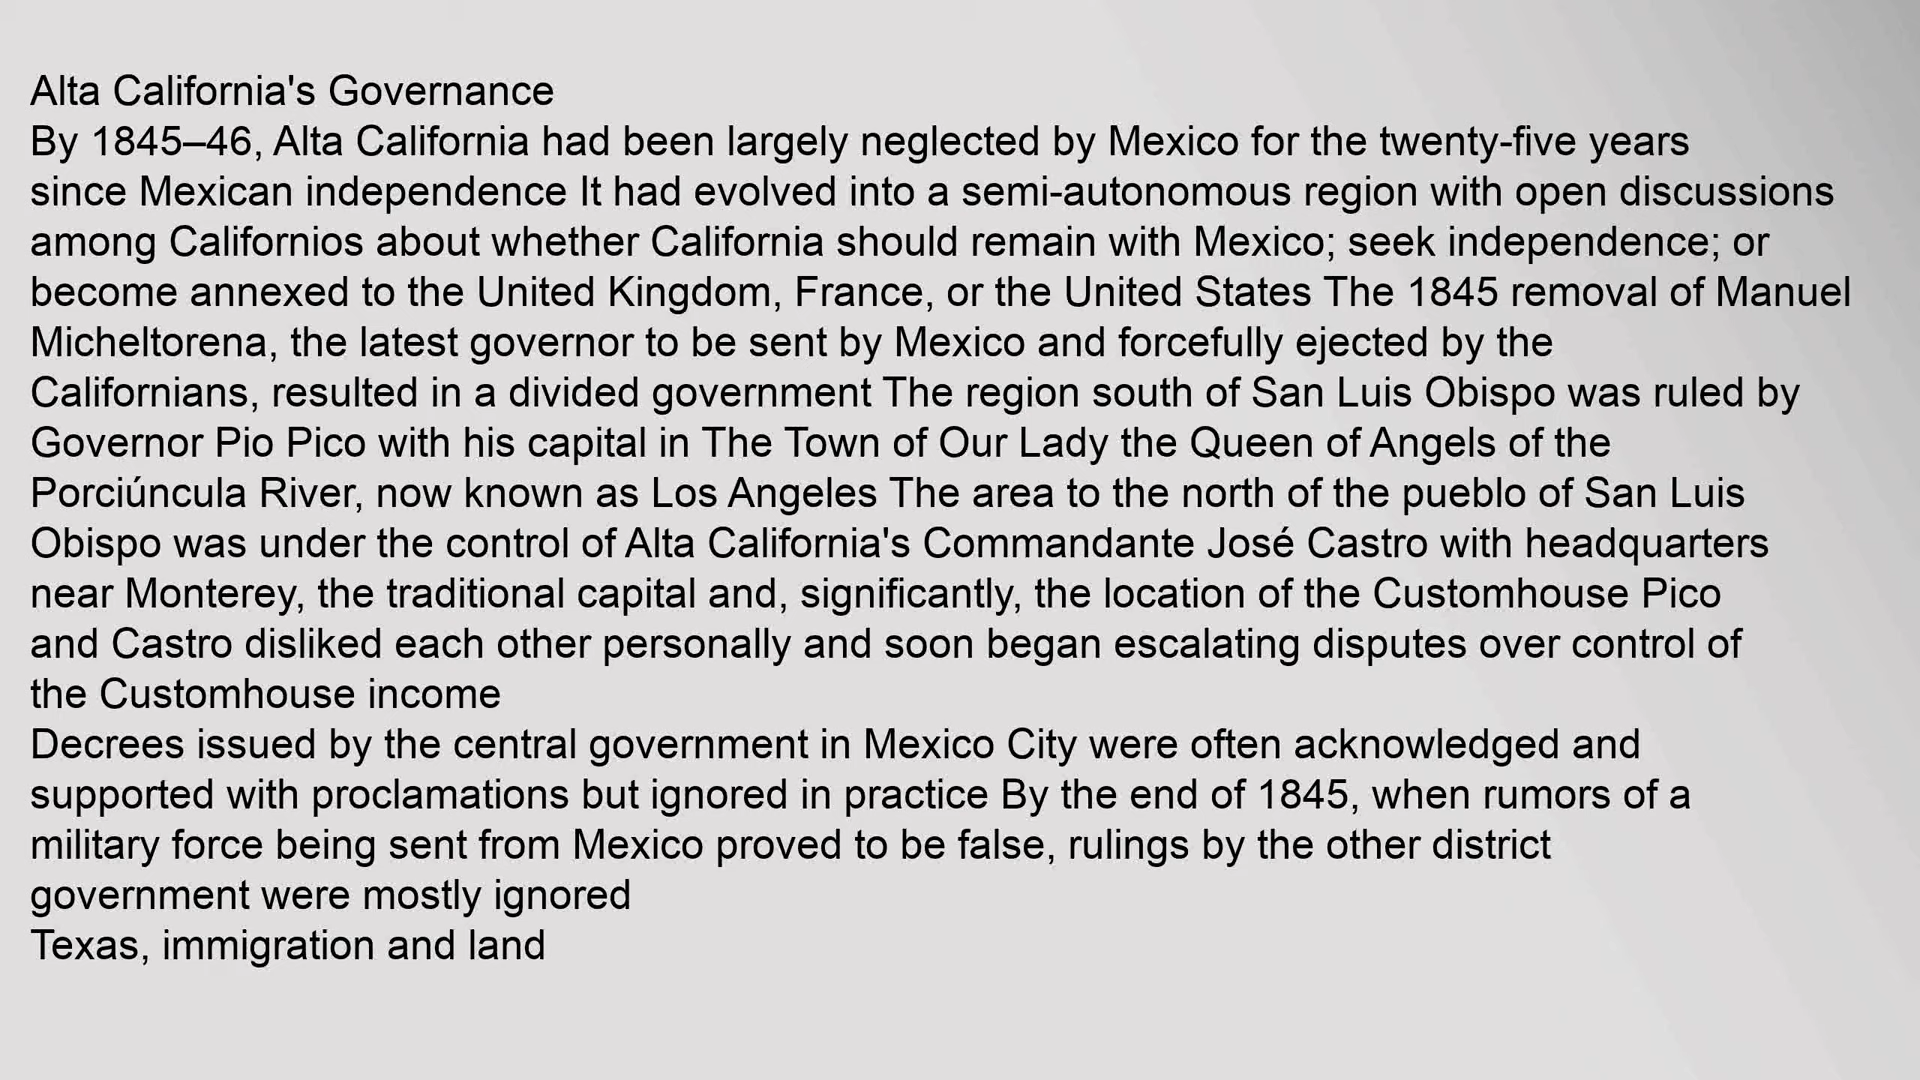 Alta California's Governance
By 1845–46, Alta California had been largely neglected by Mexico for the twenty-five years
since Mexican independence It had evolved into a semi-autonomous region with open discussions
among Californios about whether California should remain with Mexico; seek independence; or
become annexed to the United Kingdom, France, or the United States The 1845 removal of Manuel
Micheltorena, the latest governor to be sent by Mexico and forcefully ejected by the
Californians, resulted in a divided government The region south of San Luis Obispo was ruled by
Governor Pio Pico with his capital in The Town of Our Lady the Queen of Angels of the
Porciúncula River, now known as Los Angeles The area to the north of the pueblo of San Luis
Obispo was under the control of Alta California's Commandante José Castro with headquarters
near Monterey, the traditional capital and, significantly, the location of the Customhouse Pico
and Castro disliked each other personally and soon began escalating disputes over control of
the Customhouse income
Decrees issued by the central government in Mexico City were often acknowledged and
supported with proclamations but ignored in practice By the end of 1845, when rumors of a
military force being sent from Mexico proved to be false, rulings by the other district
government were mostly ignored
Texas, immigration and land